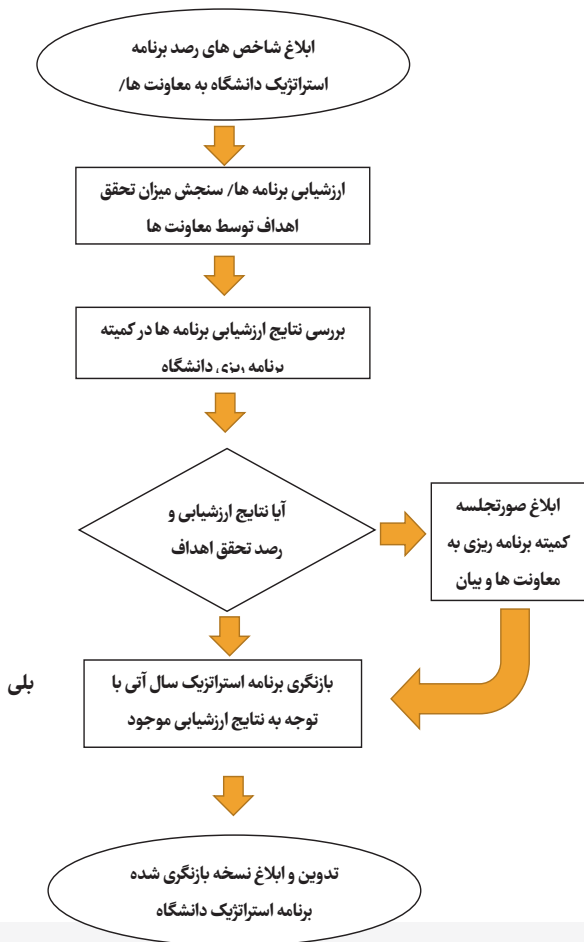 ابلاغ شاخص های رصد برنامه
استراتژیک دانشگاه به معاونت ها/
ارزشیابی برنامه ها/ سنجش میزان تحقق
اهداف توسط معاونت ها
بررسی نتایج ارزشیابی برنامه ها در کمیته
برنامه ریزی دانشگاه
آیا نتایج ارزشیابی و
رصد تحقق اهداف
ابلاغ صورتجلسه
کمیته برنامه ریزی به
معاونت ها و بیان
بلی
بازنگری برنامه استراتژیک سال آتی با
توجه به نتایج ارزشیابی موجود
تدوین و ابلاغ نسخه بازنگری شده
برنامه استراتژیک دانشگاه